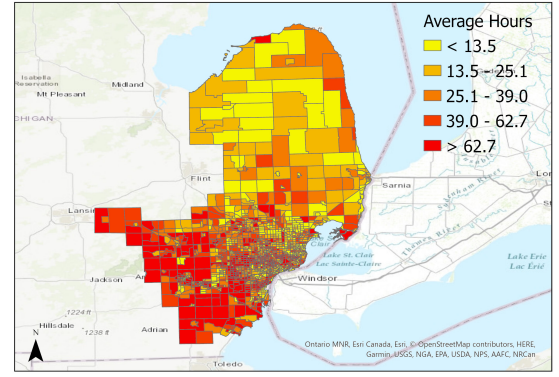 Average Hours
< 13.5
13.5 - 25.1
25.1 - 39.0
39.0 - 62.7
> 62.7
Isabella
Reservation
Midland
Mt Pleasant
CHIGAN
Flint
Sarnia
Lansi
Lake St. Clair
Lac Sainte-Claire
Thames River
Lake Erie
Lac Érié
Windsor
Jackson
1224 ft
Hillsdale
1238 ft
Adrian
N
Toledo
Ontario MNR, Esri Canada, Esri, © OpenStreetMap contributors, HERE,
Garmin, USGS, NGA, EPA, USDA, NPS, AAFC, NRCan